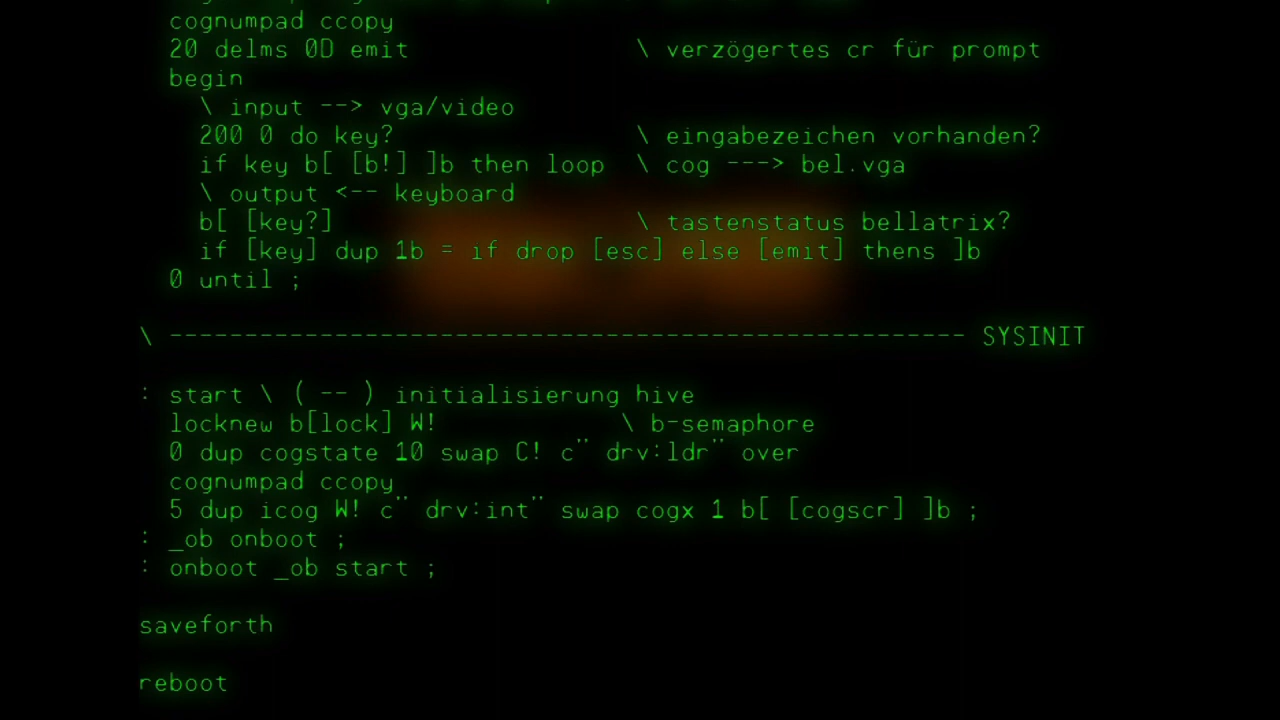 cognumpad ccopy
20 delms 0D emit \ verzögertes cr für prompt
begin
\ input --> vga/video
200 0 do key? \ eingabezeichen vorhanden?
if key b[ [b!] ]b then loop \ cog ---> bel.vga
\ output <-- keyboard
b[ [key?] \ tastenstatus bellatrix?
if [key] dup 1b = if drop [esc] else [emit] thens ]b
0 until ;
\ ----------------------------------------------------- SYSINIT
: start \ ( -- ) initialisierung hive
locknew b[lock] W! \ b-semaphore
0 dup cogstate 10 swap C! c" drv:ldr" over
cognumpad ccopy
5 dup icog W! c" drv:int" swap cogx 1 b[ [cogscr] ]b ;
: _ob onboot ;
: onboot _ob start ;
saveforth
reboot